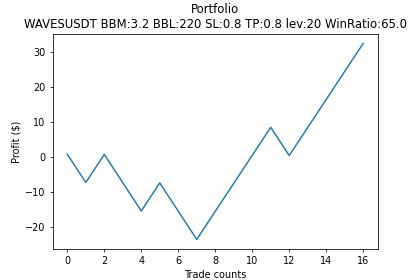 Portfolio
WAVESUSDT BBM:3.2 BBL:220 SL:0.8 TP:0.8 lev:20 WinRatio:65.0
30
20
10
0
−10
−20
Profit ($)
0 2 4 6 8 10 12 14 16
Trade counts